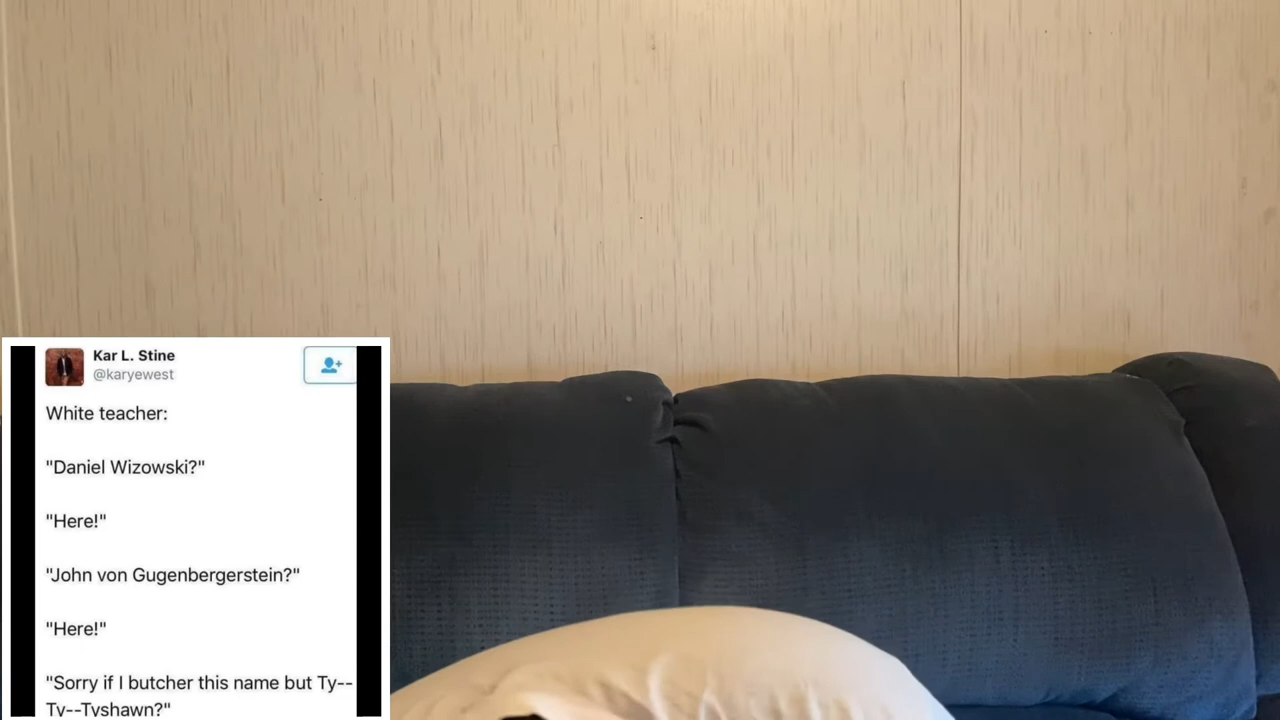 Kar L. Stine
@karyewest
White teacher:
"Daniel Wizowski?"
"Here!"
"John von Gugenbergerstein?"
"Here!"
"Sorry if I butcher this name but Ty--
Ty--Tyshawn?"